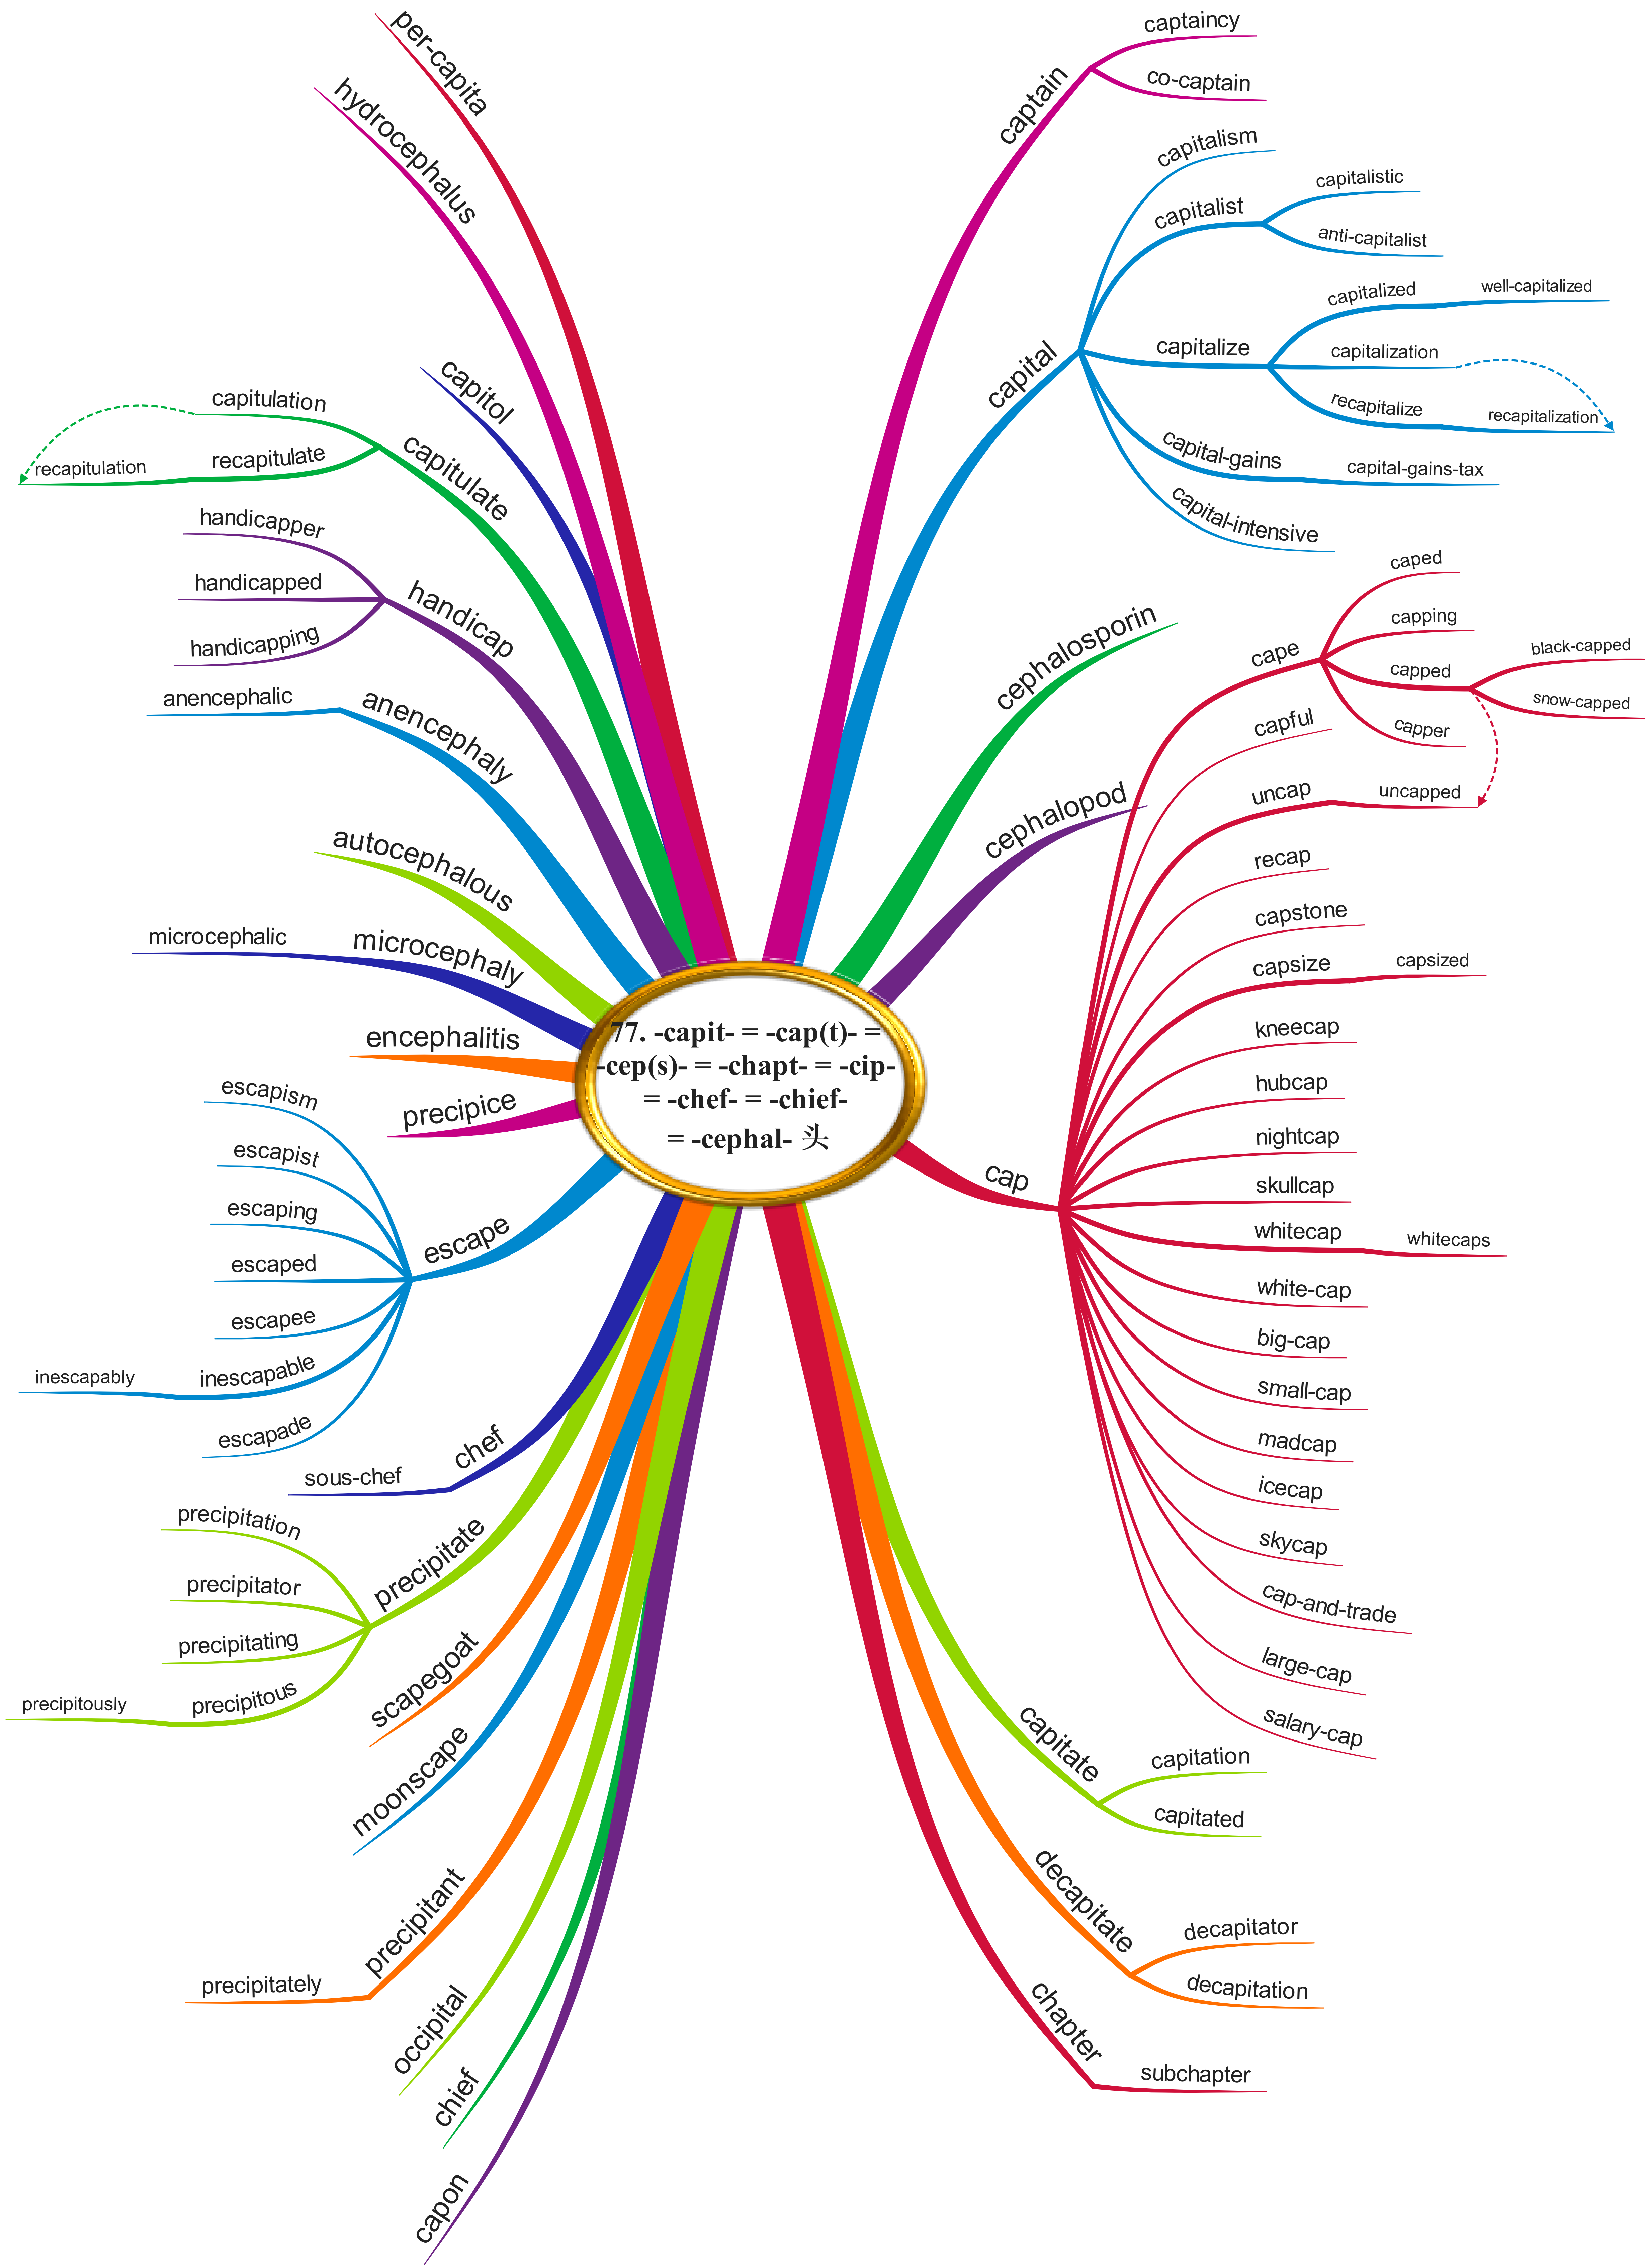 77. -capit- = -cap(t)- =
-cep(s)- = -chapt- = -cip-
= -chef- = -chief-
= -cephal- 头
captain
captaincy
co-captain
capital
capitalism
capitalist
capitalistic
anti-capitalist
capitalize
capitalized
well-capitalized
capitalization
recapitalize
recapitalization
capital-gains
capital-gains-tax
capital-intensive
cephalosporin
cephalopod
cap
cape
caped
capping
capped
black-capped
snow-capped
capper
capful
uncap
uncapped
recap
capstone
capsize
capsized
kneecap
hubcap
nightcap
skullcap
whitecap
whitecaps
white-cap
big-cap
small-cap
madcap
icecap
skycap
cap-and-trade
large-cap
salary-cap
capitate
capitation
capitated
decapitate
decapitator
decapitation
chapter
subchapter
per-capita
hydrocephalus
capitol
capitulate
capitulation
recapitulate
recapitulation
handicap
handicapper
handicapped
handicapping
anencephaly
anencephalic
autocephalous
microcephaly
microcephalic
encephalitis
precipice
escape
escapism
escapist
escaping
escaped
escapee
inescapable
inescapably
escapade
chef
sous-chef
precipitate
precipitation
precipitator
precipitating
precipitous
precipitously
scapegoat
moonscape
precipitant
precipitately
occipital
chief
capon